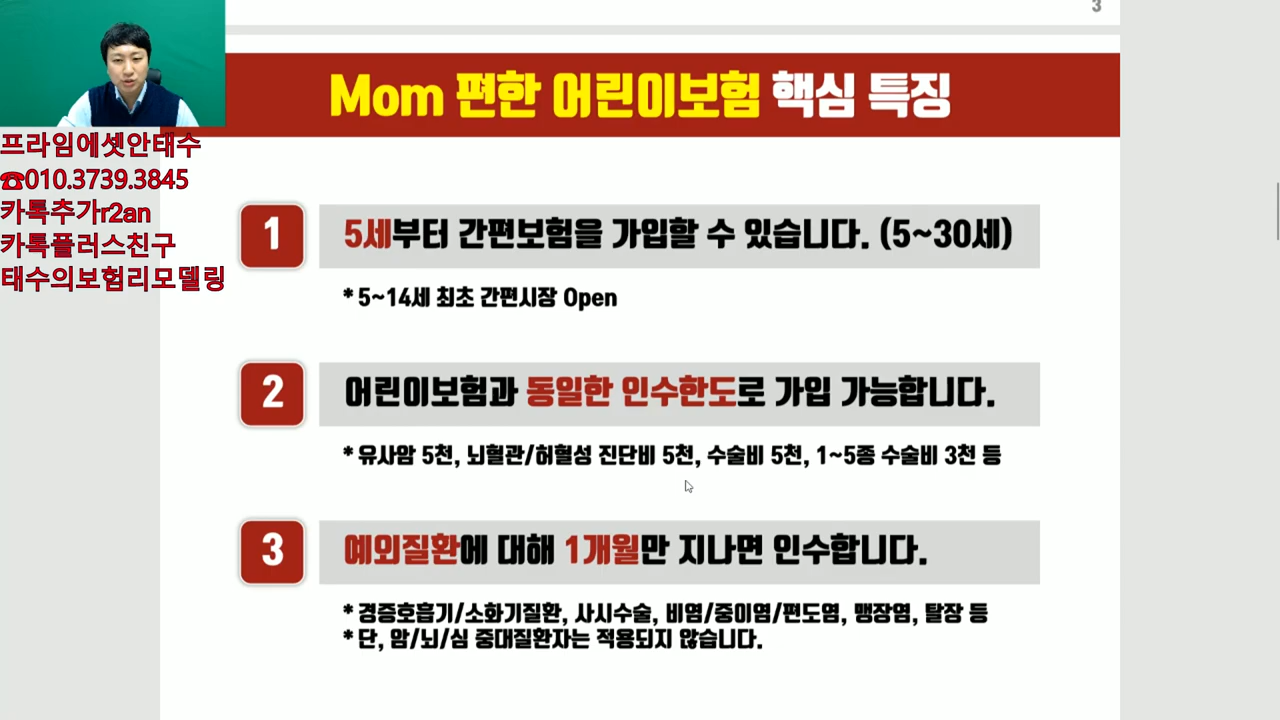 3
Mom 편한 어린이보험 핵심 특징
프라임에셋안태수
☎010.3739.3845
카톡추가r2an
카톡플러스친구
태수의보험리모델링
1
5세부터 간편보험을 가입할 수 있습니다. (5~30세)
* 5~14세 최초 간편시장 Open
2
어린이보험과 동일한 인수한도로 가입 가능합니다.
* 유사암 5천, 뇌혈관/허혈성 진단비 5천, 수술비 5천, 1~5종 수술비 3천 등
3
예외질환에 대해 1개월만 지나면 인수합니다.
* 경증호흡기/소화기질환, 사시수술, 비염/중이염/편도염, 맹장염, 탈장 등
* 단, 암/뇌/심 중대질환자는 적용되지 않습니다.